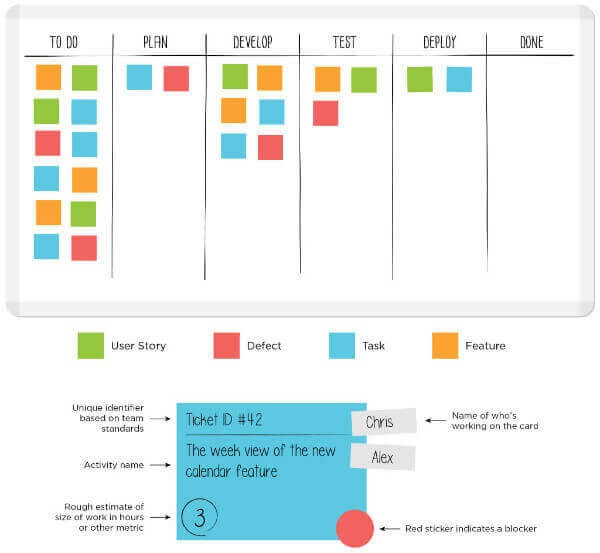 TO DO PLAN DEVELOP TEST DEPLOY DONE
User Story Defect Task Feature
Unique identifier
based on team
standards
Ticket ID #42
Chris
Name of who's
working on the card
Activity name
The week view of the new
calendar feature
Alex
Rough estimate of
size of work in hours
or other metric
3
Red sticker indicates a blocker